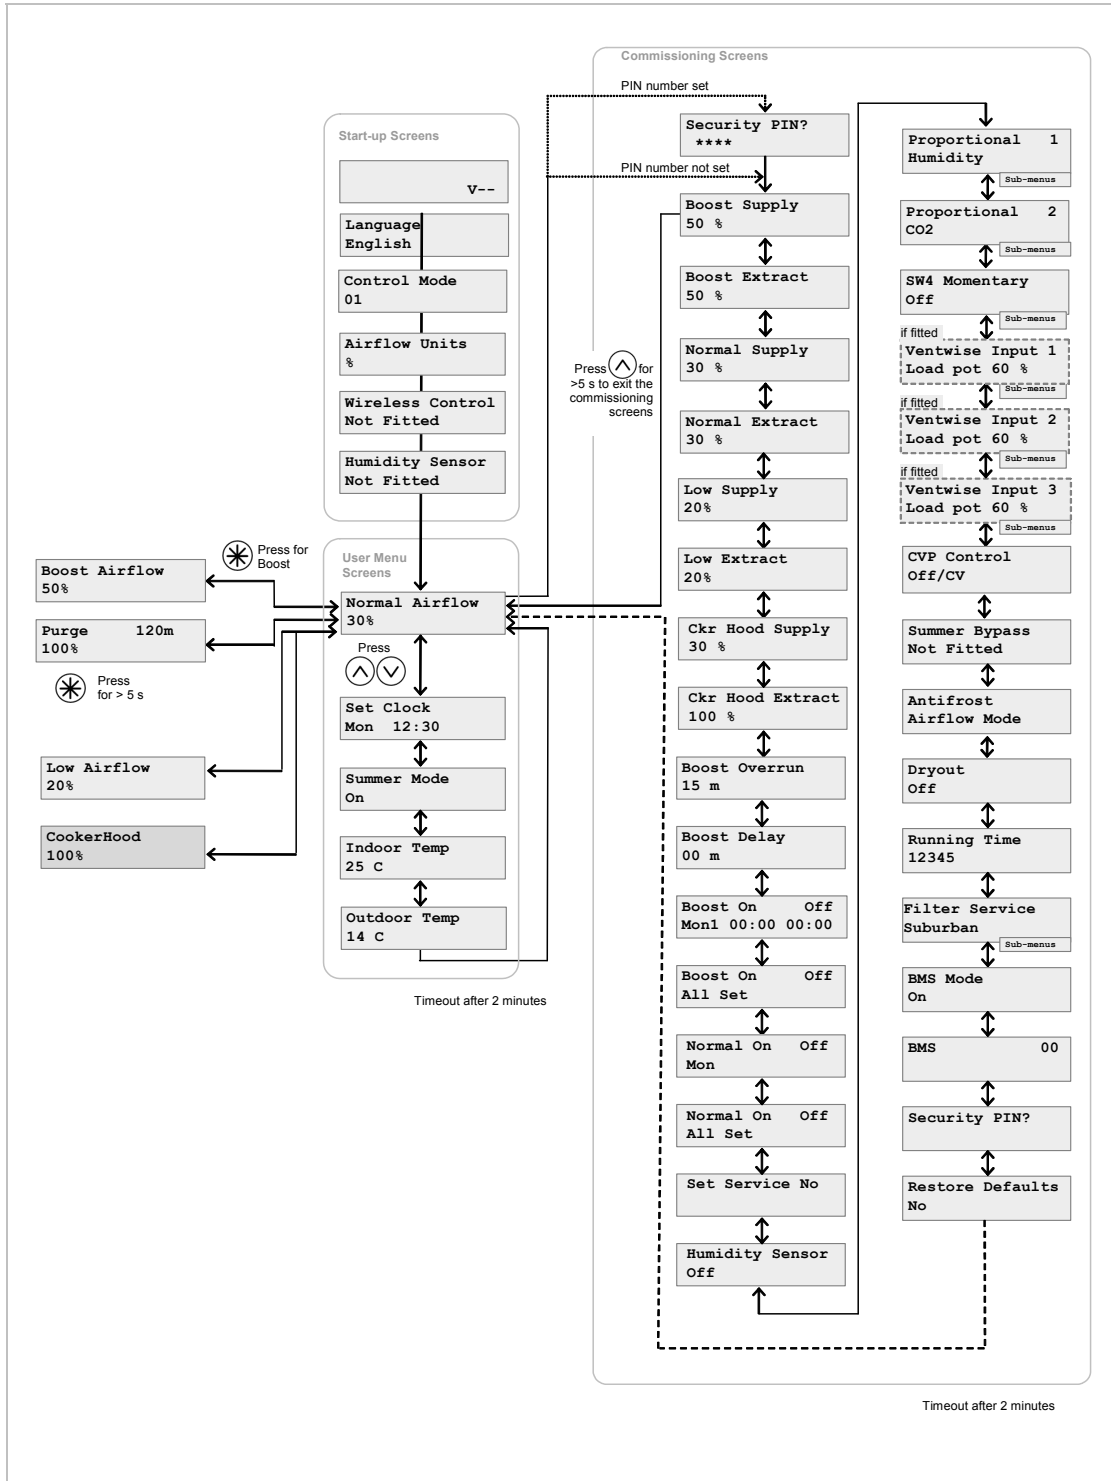 Commissioning Screens
PIN number set
Security PIN?
****
PIN number not set
Start-up Screens
V--
Language
English
Control Mode
01
Airflow Units
%
Wireless Control
Not Fitted
Humidity Sensor
Not Fitted
User Menu
Screens
Normal Airflow
30%
Press
Set Clock
Mon 12:30
Summer Mode
On
Indoor Temp
25 C
Outdoor Temp
14 C
Timeout after 2 minutes
Press for
Boost
Boost Airflow
50%
Purge 120m
100%
Press
for > 5 s
Low Airflow
20%
CookerHood
100%
Press for
>5 s to exit the
commissioning
screens
Boost Supply
50 %
Boost Extract
50 %
Normal Supply
30 %
Normal Extract
30 %
Low Supply
20%
Low Extract
20%
Ckr Hood Supply
30 %
Ckr Hood Extract
100 %
Boost Overrun
15 m
Boost Delay
00 m
Boost On Off
Mon1 00:00 00:00
Boost On Off
All Set
Normal On Off
Mon
Normal On Off
All Set
Set Service No
Humidity Sensor
Off
Proportional 1
Humidity
Sub-menus
Proportional 2
CO2
Sub-menus
SW4 Momentary
Off
Sub-menus
if fitted
Ventwise Input 1
Load pot 60 %
Sub-menus
if fitted
Ventwise Input 2
Load pot 60 %
Sub-menus
if fitted
Ventwise Input 3
Load pot 60 %
Sub-menus
CVP Control
Off/CV
Summer Bypass
Not Fitted
Antifrost
Airflow Mode
Dryout
Off
Running Time
12345
Filter Service
Suburban
Sub-menus
BMS Mode
On
BMS 00
Security PIN?
Restore Defaults
No
Timeout after 2 minutes